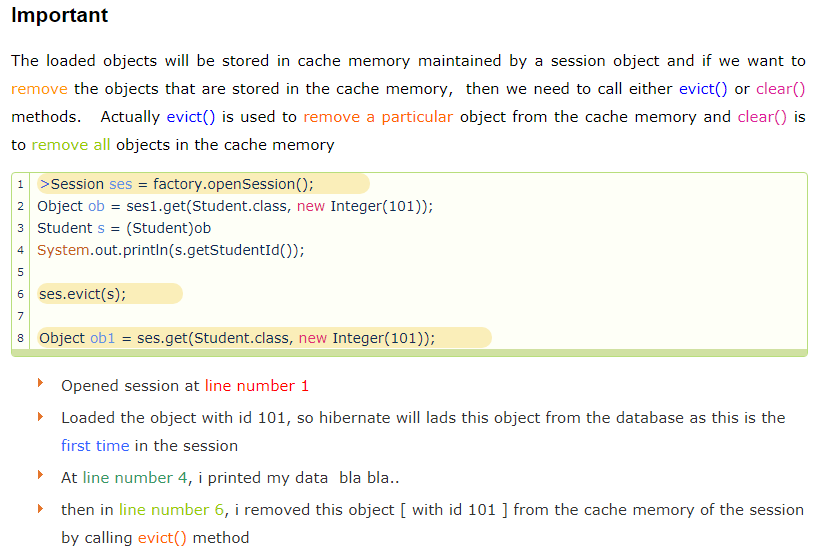 Important
The loaded objects will be stored in cache memory maintained by a session object and if we want to
remove the objects that are stored in the cache memory, then we need to call either evict() or clear()
methods. Actually evict() is used to remove a particular object from the cache memory and clear() is
to remove all objects in the cache memory
1 >Session ses = factory.openSession();
2 Object ob = ses1.get(Student.class, new Integer(101));
3 Student s = (Student)ob
4 System.out.println(s.getStudentId());
5
6 ses.evict(s);
7
8 Object ob1 = ses.get(Student.class, new Integer(101));
Opened session at line number 1
Loaded the object with id 101, so hibernate will lads this object from the database as this is the
first time in the session
At line number 4, i printed my data bla bla..
then in line number 6, i removed this object [ with id 101 ] from the cache memory of the session
by calling evict() method